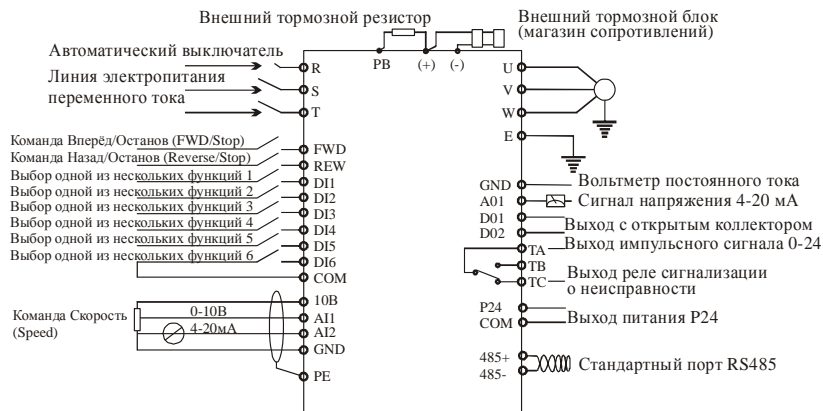 Внешний тормозной резистор
Внешний тормозной блок
(магазин сопротивлений)
Автоматический выключатель
Линия электропитания
переменного тока
PB (+) (-)
R
S
T
U
V
W
E
Команда Вперёд/Останов (FWD/Stop)
Команда Назад/Останов (Reverse/Stop)
Выбор одной из нескольких функций 1
Выбор одной из нескольких функций 2
Выбор одной из нескольких функций 3
Выбор одной из нескольких функций 4
Выбор одной из нескольких функций 5
Выбор одной из нескольких функций 6
FWD
REW
DI1
DI2
DI3
DI4
DI5
DI6
COM
Команда Скорость
(Speed)
0-10В
4-20мА
10В
AI1
AI2
GND
PE
GND
A01
D01
D02
TA
TB
TC
P24
COM
485+
485-
Вольтметр постоянного тока
Сигнал напряжения 4-20 мА
Выход с открытым коллектором
Выход импульсного сигнала 0-24
Выход реле сигнализации
о неисправности
Выход питания P24
Стандартный порт RS485